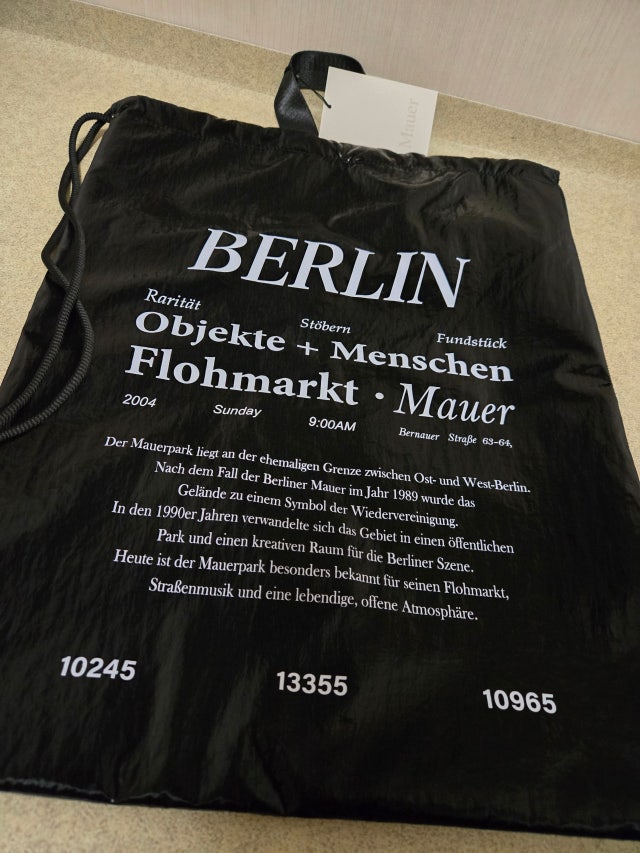 Mauer
BERLIN
Rarität Stöbern Fundstück
Objekte + Menschen
Flohmarkt · Mauer
2004 Sunday 9:00AM Bernauer Straße 63-64,
Der Mauerpark liegt an der ehemaligen Grenze zwischen Ost- und West-Berlin.
Nach dem Fall der Berliner Mauer im Jahr 1989 wurde das
Gelände zu einem Symbol der Wiedervereinigung.
In den 1990er Jahren verwandelte sich das Gebiet in einen öffentlichen
Park und einen kreativen Raum für die Berliner Szene.
Heute ist der Mauerpark besonders bekannt für seinen Flohmarkt,
Straßenmusik und eine lebendige, offene Atmosphäre.
10245 13355 10965